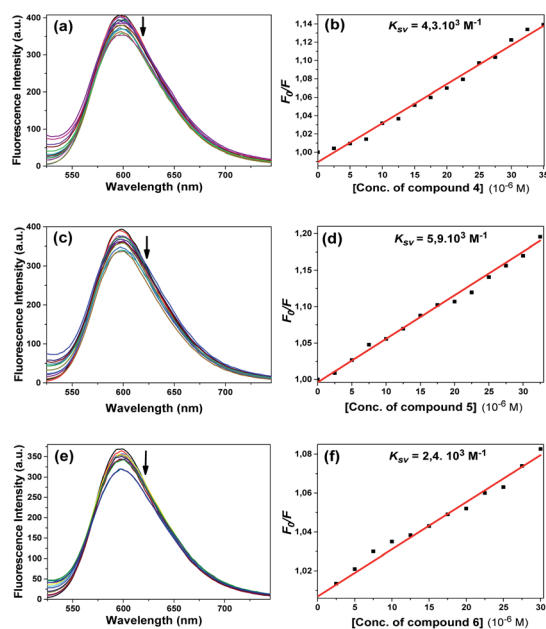 (a)
Fluorescence Intensity (a.u.)
400
300
200
100
0
550 600 650 700
Wavelength (nm)
(b)
Ksv = 4,3.10³ M⁻¹
F0/F
1,14
1,12
1,10
1,08
1,06
1,04
1,02
1,00
0 5 10 15 20 25 30 35
[Conc. of compound 4] (10⁻⁶ M)
(c)
Fluorescence Intensity (a.u.)
400
300
200
100
0
550 600 650 700
Wavelength (nm)
(d)
Ksv = 5,9.10³ M⁻¹
F0/F
1,20
1,15
1,10
1,05
1,00
0 5 10 15 20 25 30
[Conc. of compound 5] (10⁻⁶ M)
(e)
Fluorescence Intensity (a.u.)
350
300
250
200
150
100
50
0
550 600 650 700
Wavelength (nm)
(f)
Ksv = 2,4. 10³ M⁻¹
F0/F
1,08
1,06
1,04
1,02
0 5 10 15 20 25 30
[Conc. of compound 6] (10⁻⁶ M)